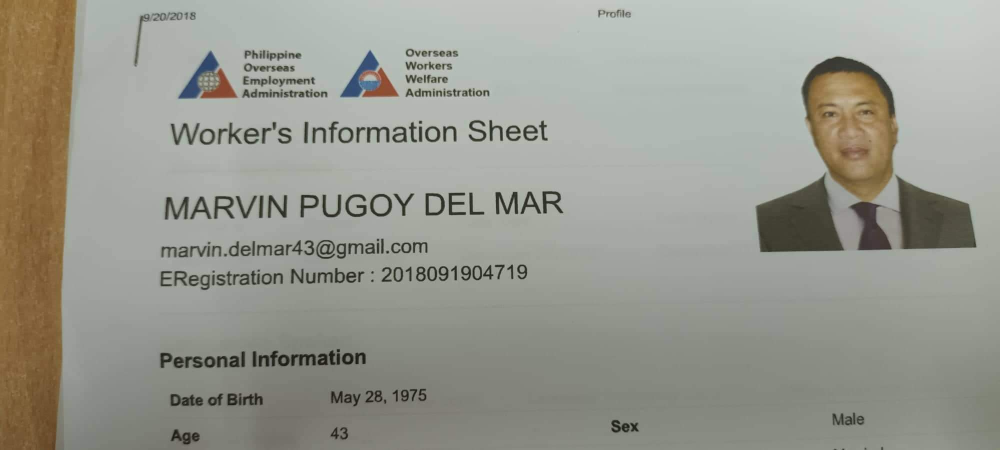 9/20/2018
Profile
Philippine
Overseas
Employment
Administration
Overseas
Workers
Welfare
Administration
Worker's Information Sheet
MARVIN PUGOY DEL MAR
marvin.delmar43@gmail.com
ERegistration Number : 2018091904719
Personal Information
Date of Birth May 28, 1975
Age 43 Sex Male